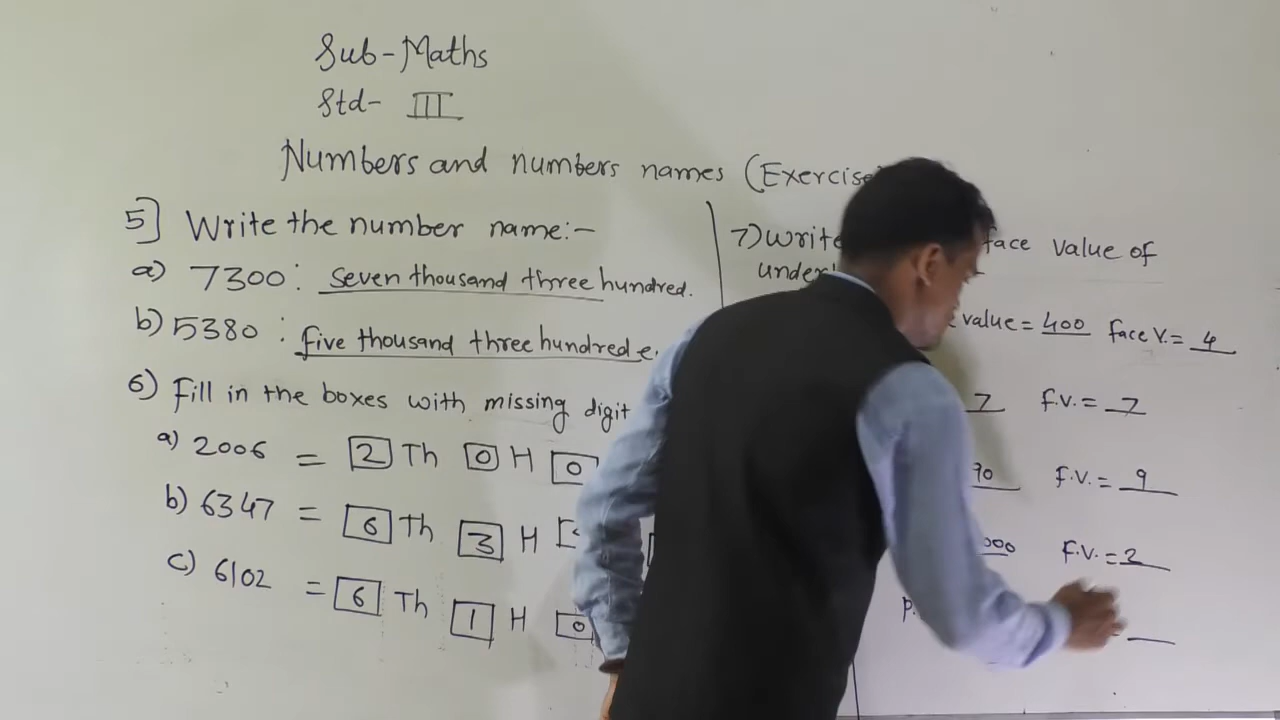 Sub-Maths
Std- III
Numbers and numbers names (Exercise
5] Write the number name:-
a) 7300 : seven thousand three hundred.
b) 5380 : five thousand three hundred e.
6) Fill in the boxes with missing digit
a) 2006 = 2 Th 0 H 0
b) 6347 = 6 Th 3 H
c) 6102 = 6 Th 1 H 0
7) Write face value of
under
value = 400 face V. = 4
7 f.v. = 7
90 F.V. = 9
000 F.V. = 2
P.